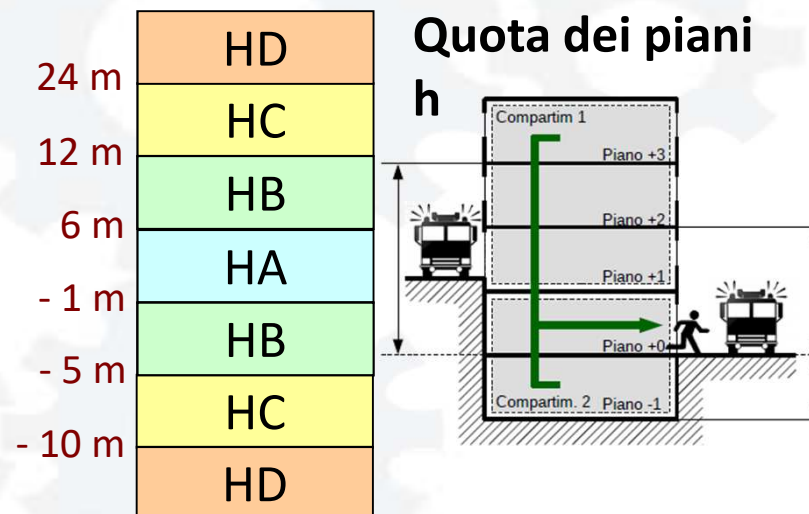 Quota dei piani
h
HD
24 m
HC
12 m
HB
6 m
HA
- 1 m
HB
- 5 m
HC
- 10 m
HD
Compartim 1
Piano +3
Piano +2
Piano +1
Piano +0
Compartim. 2 Piano -1